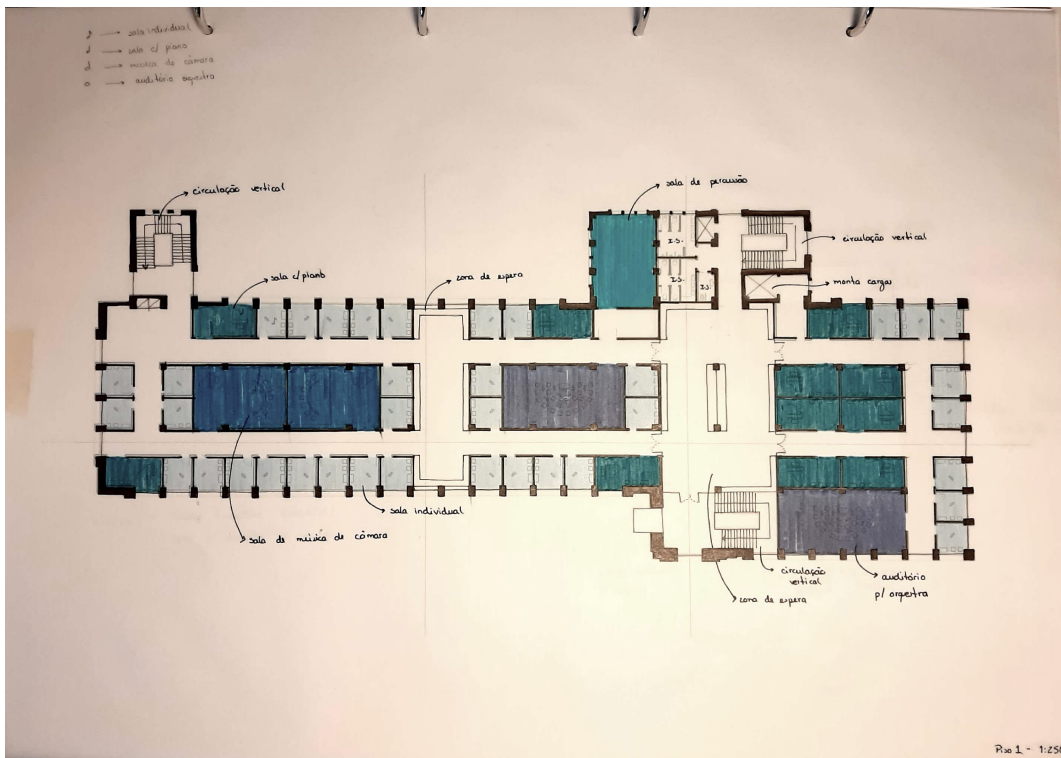 ♪ → sala individual
♩ → sala c/ piano
d → música de câmara
o → auditório orquestra
circulação vertical
sala de percussão
circulação vertical
I.S.
sala c/piano
zona de espera
I.S.
I.S.
monta cargas
sala individual
sala de música de câmara
circulação
vertical
auditório
p/ orquestra
zona de espera
Piso 1 - 1:250